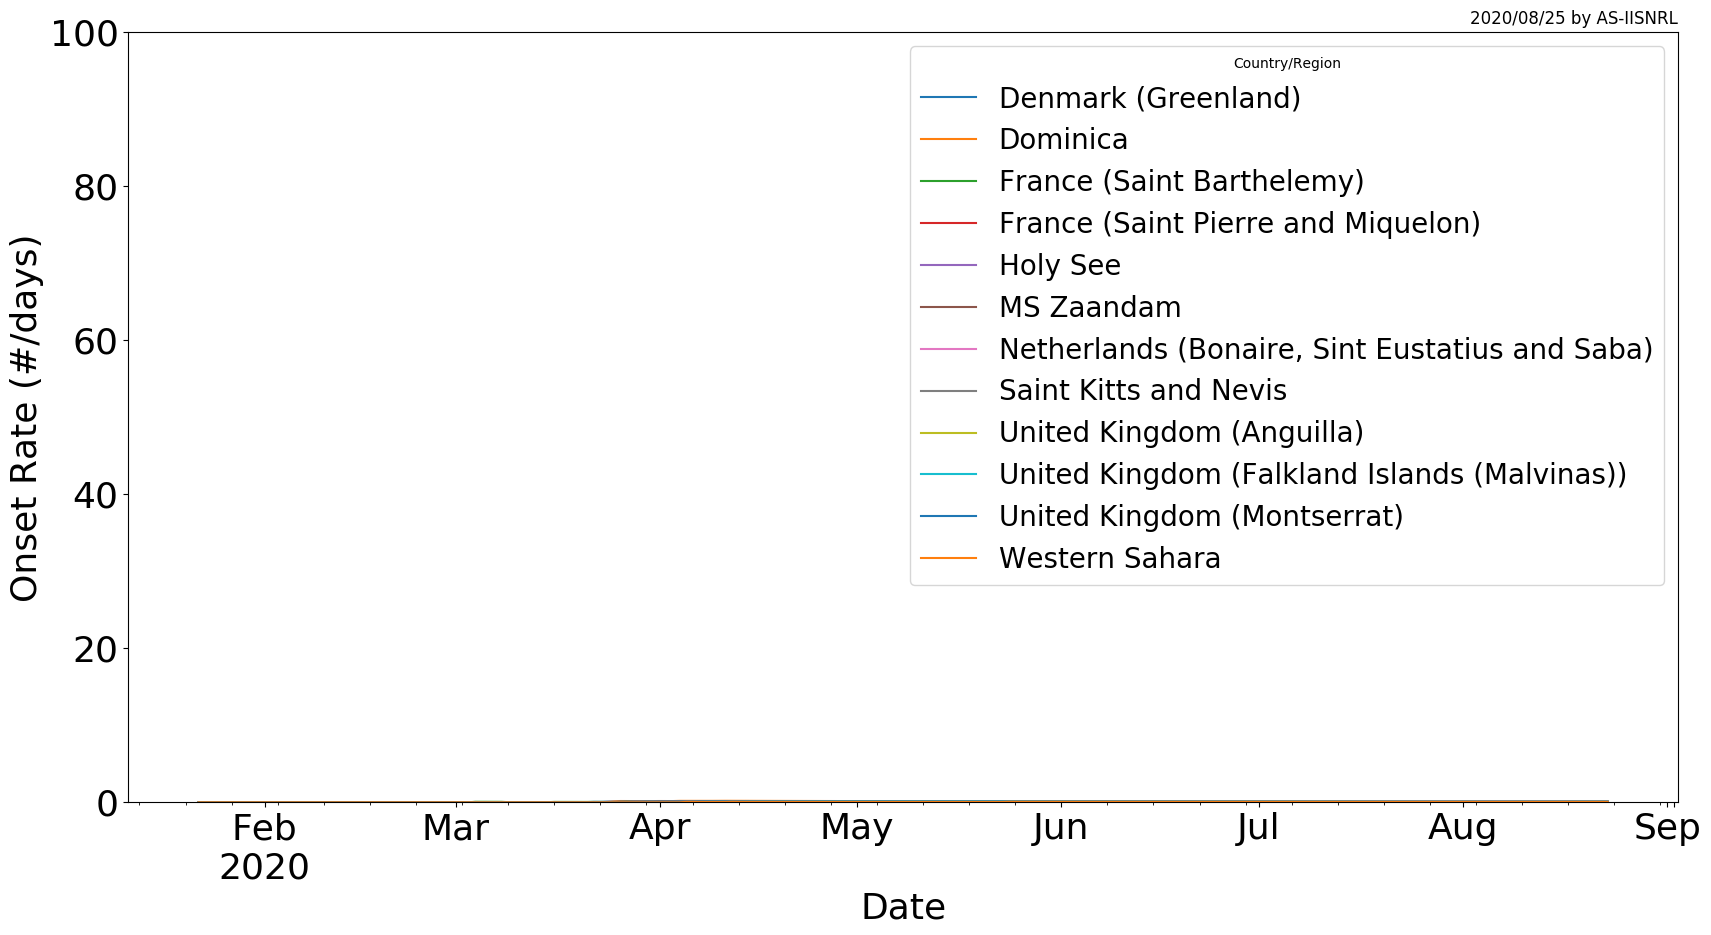 2020/08/25 by AS-IISNRL
100
80
60
40
20
0
Onset Rate (#/days)
Country/Region
Denmark (Greenland)
Dominica
France (Saint Barthelemy)
France (Saint Pierre and Miquelon)
Holy See
MS Zaandam
Netherlands (Bonaire, Sint Eustatius and Saba)
Saint Kitts and Nevis
United Kingdom (Anguilla)
United Kingdom (Falkland Islands (Malvinas))
United Kingdom (Montserrat)
Western Sahara
Feb Mar Apr May Jun Jul Aug Sep
2020
Date